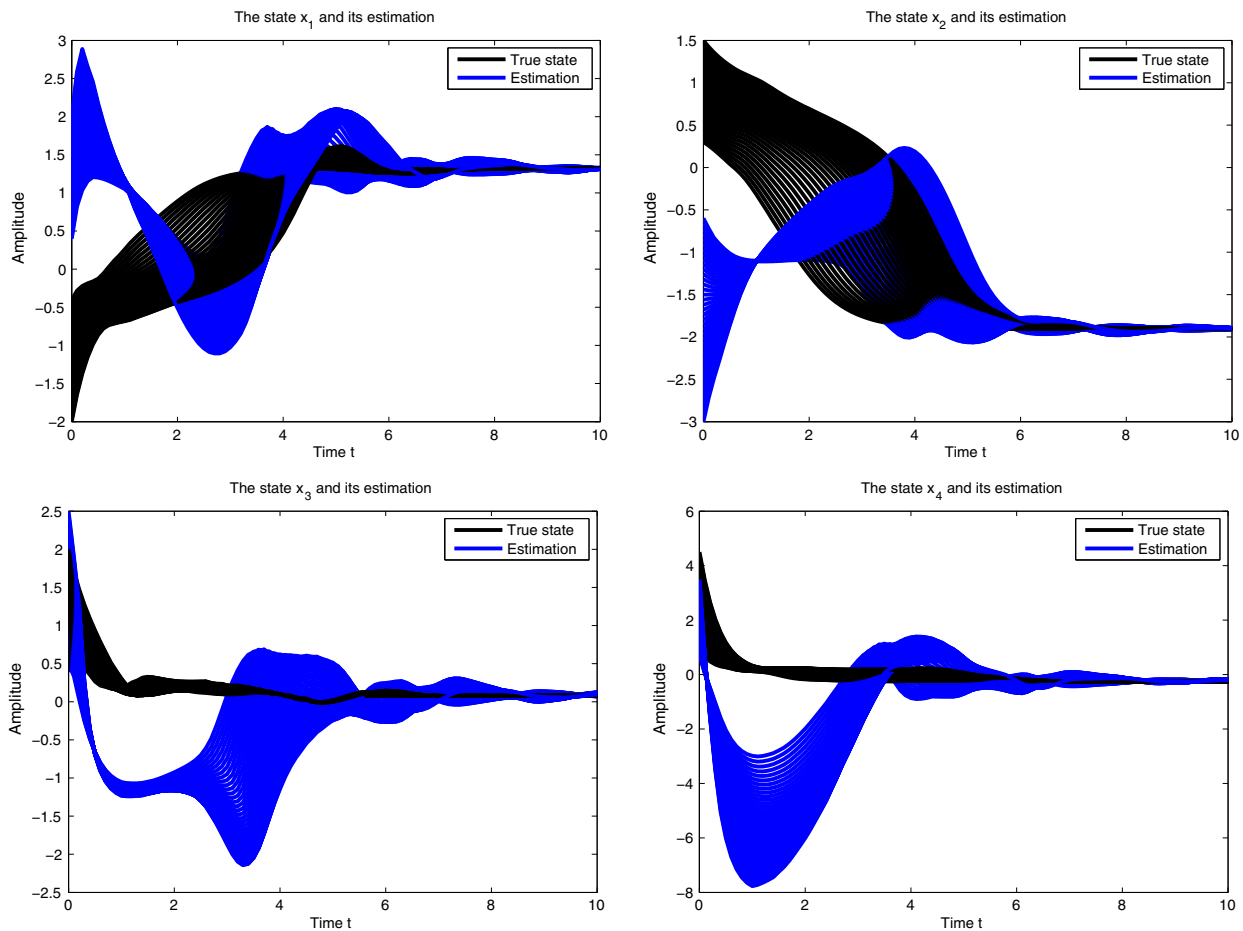 The state x1 and its estimation
True state
Estimation
3
2.5
2
1.5
1
0.5
0
−0.5
−1
−1.5
−2
Amplitude
0 2 4 6 8 10
Time t
The state x2 and its estimation
True state
Estimation
1.5
1
0.5
0
−0.5
−1
−1.5
−2
−2.5
−3
Amplitude
0 2 4 6 8 10
Time t
The state x3 and its estimation
True state
Estimation
2.5
2
1.5
1
0.5
0
−0.5
−1
−1.5
−2
−2.5
Amplitude
0 2 4 6 8 10
Time t
The state x4 and its estimation
True state
Estimation
6
4
2
0
−2
−4
−6
−8
Amplitude
0 2 4 6 8 10
Time t